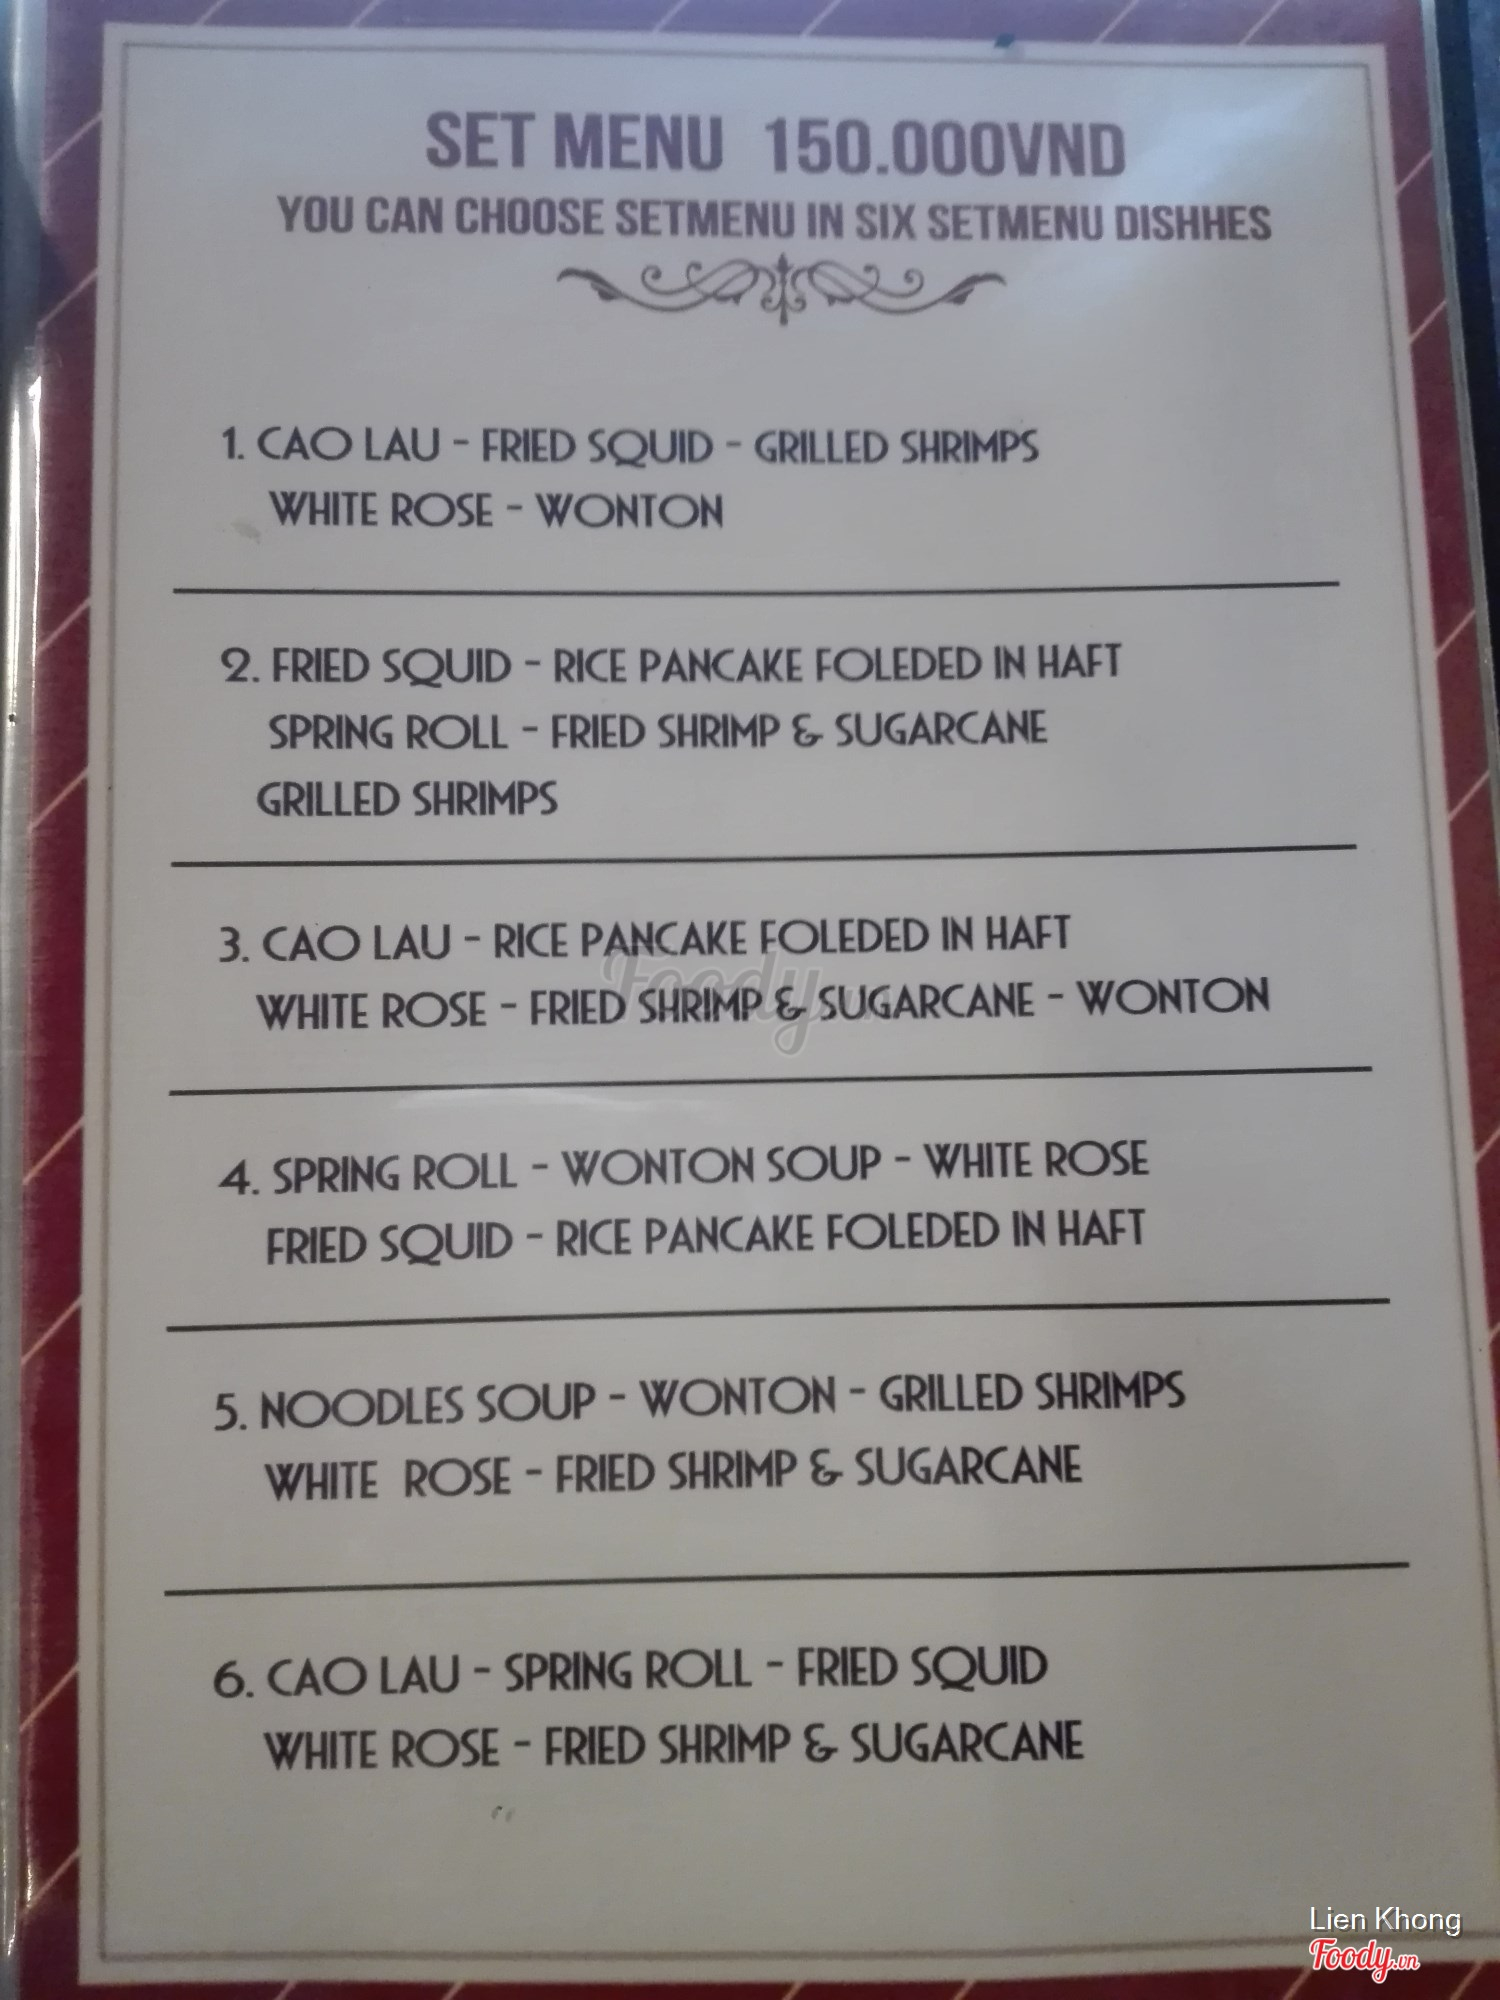 SET MENU 150.000VND
YOU CAN CHOOSE SETMENU IN SIX SETMENU DISHHES
1. CAO LAU - FRIED SQUID - GRILLED SHRIMPS
WHITE ROSE - WONTON
2. FRIED SQUID - RICE PANCAKE FOLEDED IN HAFT
SPRING ROLL - FRIED SHRIMP & SUGARCANE
GRILLED SHRIMPS
3. CAO LAU - RICE PANCAKE FOLEDED IN HAFT
WHITE ROSE - FRIED SHRIMP & SUGARCANE - WONTON
Foody.vn
4. SPRING ROLL - WONTON SOUP - WHITE ROSE
FRIED SQUID - RICE PANCAKE FOLEDED IN HAFT
5. NOODLES SOUP - WONTON - GRILLED SHRIMPS
WHITE ROSE - FRIED SHRIMP & SUGARCANE
6. CAO LAU - SPRING ROLL - FRIED SQUID
WHITE ROSE - FRIED SHRIMP & SUGARCANE
Lien Khong
Foody.vn